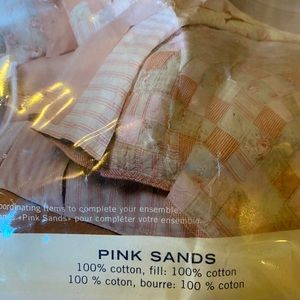 oordinating items to complete your ensemble.
«Pink Sands» pour compléter votre ensemble.
PINK SANDS
100% cotton, fill: 100% cotton
100 % coton, bourre: 100 % coton